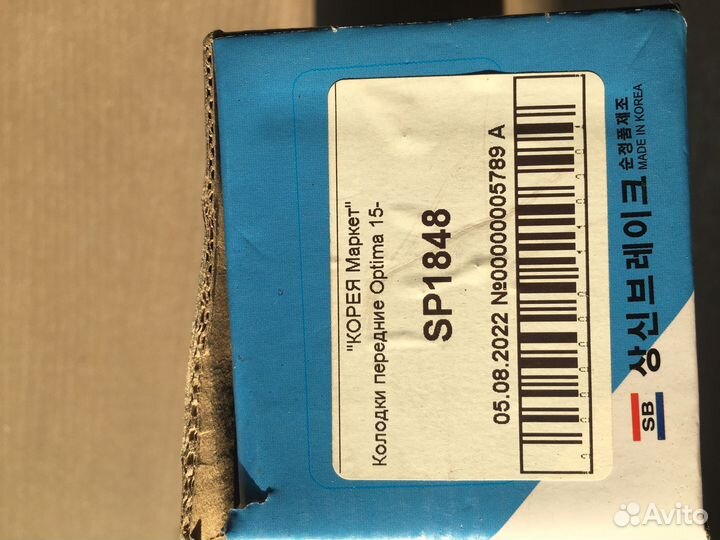 "КОРЕЯ Маркет"
Колодки передние Optima 15-
SP1848
05.08.2022 №00000005789 A
SB 상신브레이크 순정품제조
MADE IN KOREA
Avito